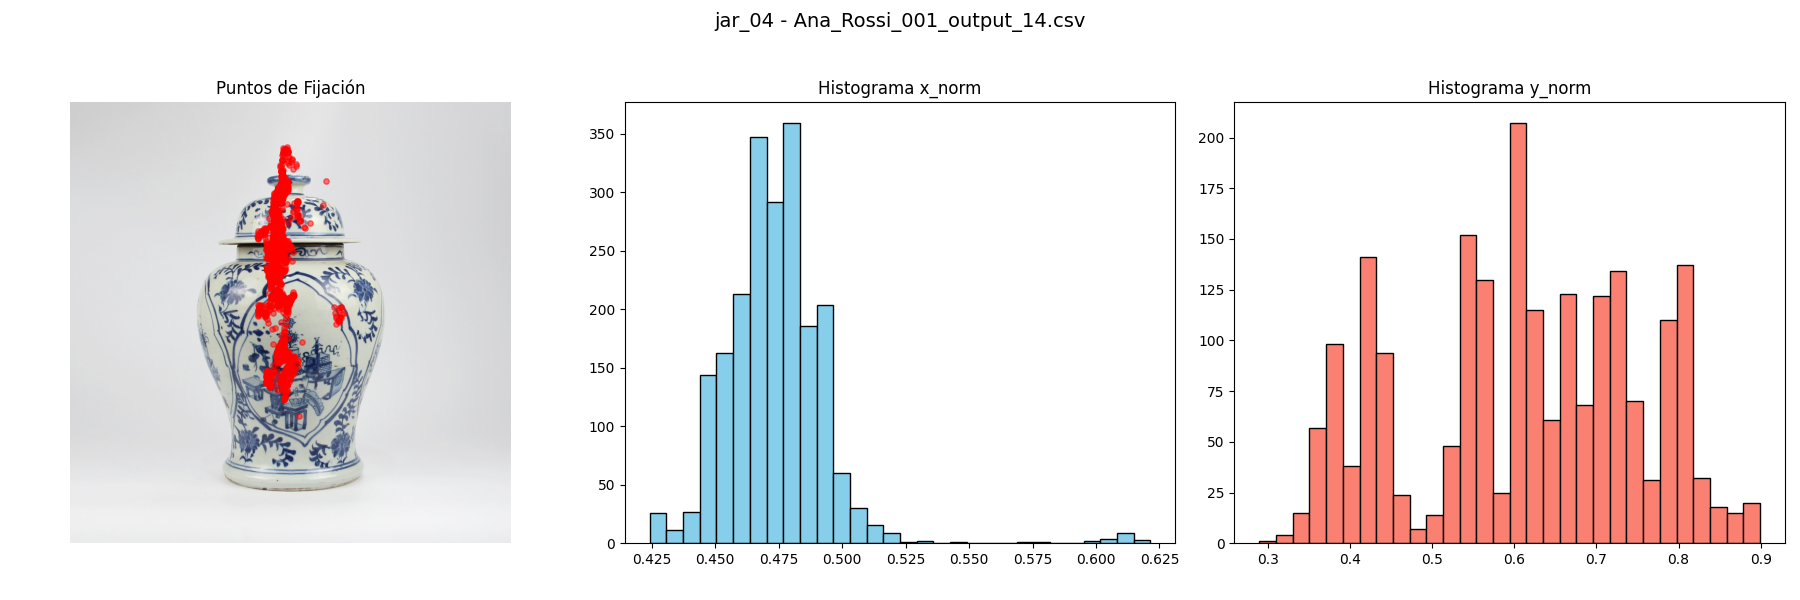 jar_04 - Ana_Rossi_001_output_14.csv
Puntos de Fijación
Histograma x_norm
350
300
250
200
150
100
50
0
0.425 0.450 0.475 0.500 0.525 0.550 0.575 0.600 0.625
Histograma y_norm
200
175
150
125
100
75
50
25
0
0.3 0.4 0.5 0.6 0.7 0.8 0.9